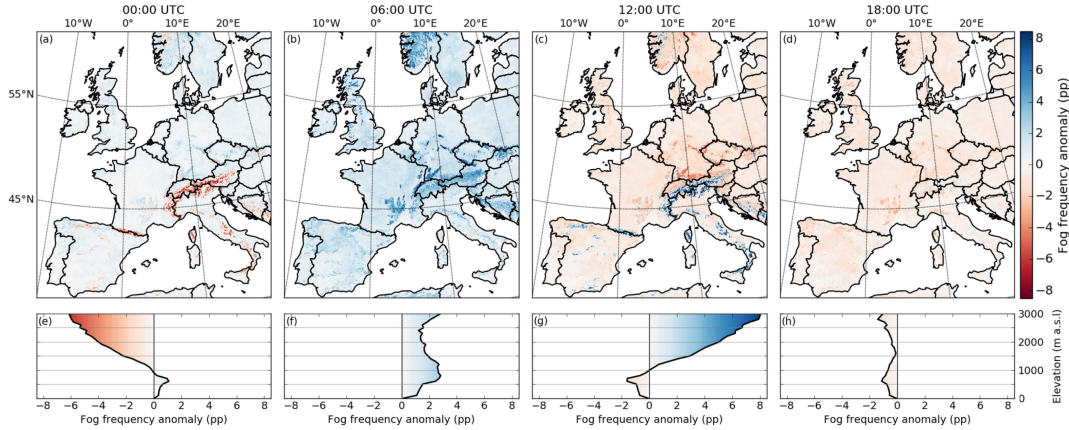 00:00 UTC 06:00 UTC 12:00 UTC 18:00 UTC
10°W 0° 10°E 20°E 10°W 0° 10°E 20°E 10°W 0° 10°E 20°E 10°W 0° 10°E 20°E
(a) (b) (c) (d)
55°N
45°N
8
6
4
2
0
−2
−4
−6
−8
Fog frequency anomaly (pp)
(e) (f) (g) (h)
3000
2000
1000
0
Elevation (m a.s.l)
−8 −6 −4 −2 0 2 4 6 8 −8 −6 −4 −2 0 2 4 6 8 −8 −6 −4 −2 0 2 4 6 8 −8 −6 −4 −2 0 2 4 6 8
Fog frequency anomaly (pp) Fog frequency anomaly (pp) Fog frequency anomaly (pp) Fog frequency anomaly (pp)